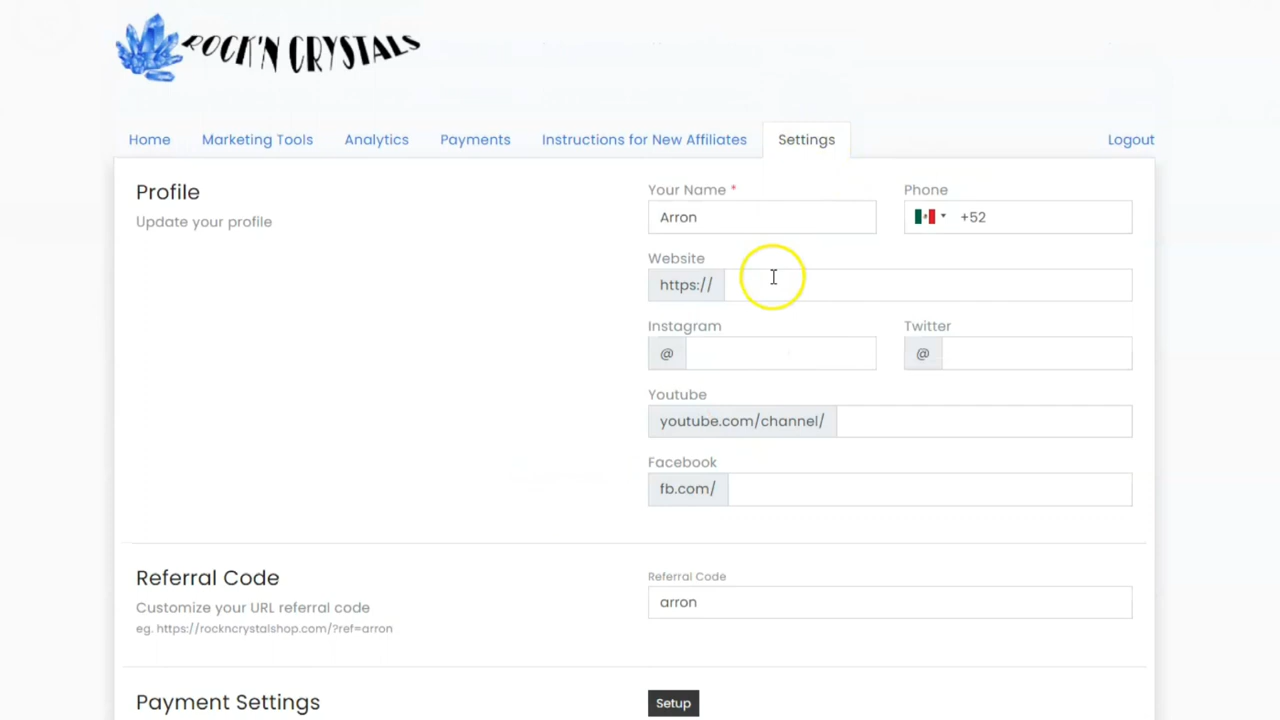 ROCK'N CRYSTALS
Home Marketing Tools Analytics Payments Instructions for New Affiliates Settings Logout
Profile
Update your profile
Your Name *
Arron
Phone
+52
Website
https://
Instagram
@
Twitter
@
Youtube
youtube.com/channel/
Facebook
fb.com/
Referral Code
Customize your URL referral code
eg. https://rockncrystalshop.com/?ref=arron
Referral Code
arron
Payment Settings
Setup